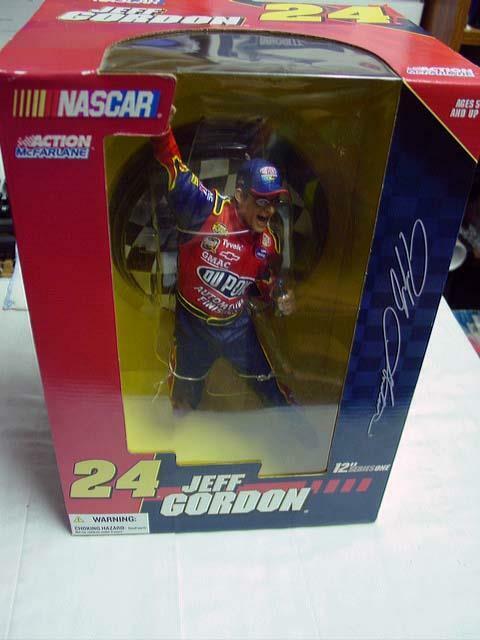 NASCAR
JEFF
GORDON
24
NASCAR
ACTION
McFARLANE
AGES 5
AND UP
Tyvek
GMAC
DUPONT
AUTOMOTIVE
FINISHES
24
JEFF
GORDON
12" SERIES ONE
WARNING:
CHOKING HAZARD